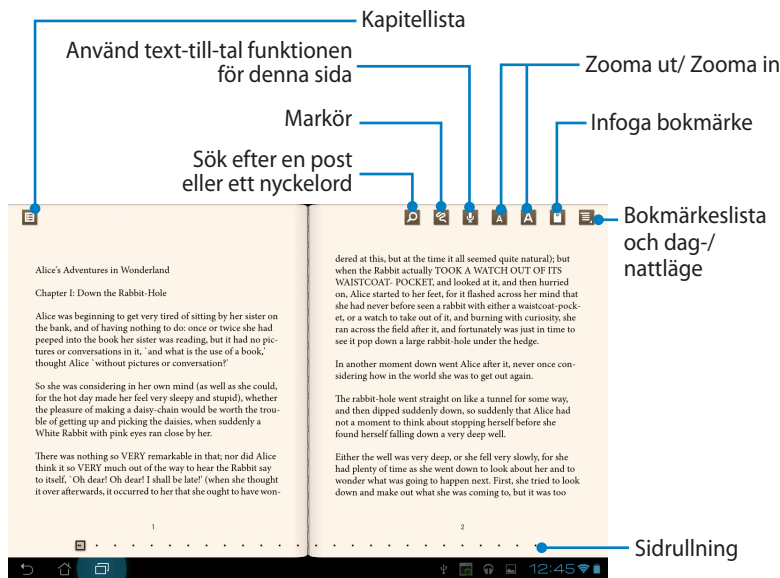 Kapitellista
Använd text-till-tal funktionen
för denna sida
Zooma ut/ Zooma in
Markör
Infoga bokmärke
Sök efter en post
eller ett nyckelord
Bokmärkeslista
och dag-/
nattläge
A
A
Alice's Adventures in Wonderland
Chapter I: Down the Rabbit-Hole
Alice was beginning to get very tired of sitting by her sister on
the bank, and of having nothing to do: once or twice she had
peeped into the book her sister was reading, but it had no pic-
tures or conversations in it, `and what is the use of a book,'
thought Alice `without pictures or conversation?'
So she was considering in her own mind (as well as she could,
for the hot day made her feel very sleepy and stupid), whether
the pleasure of making a daisy-chain would be worth the trou-
ble of getting up and picking the daisies, when suddenly a
White Rabbit with pink eyes ran close by her.
There was nothing so VERY remarkable in that; nor did Alice
think it so VERY much out of the way to hear the Rabbit say
to itself, `Oh dear! Oh dear! I shall be late!' (when she thought
it over afterwards, it occurred to her that she ought to have won-
1
dered at this, but at the time it all seemed quite natural); but
when the Rabbit actually TOOK A WATCH OUT OF ITS
WAISTCOAT- POCKET, and looked at it, and then hurried
on, Alice started to her feet, for it flashed across her mind that
she had never before seen a rabbit with either a waistcoat-pock-
et, or a watch to take out of it, and burning with curiosity, she
ran across the field after it, and fortunately was just in time to
see it pop down a large rabbit-hole under the hedge.
In another moment down went Alice after it, never once con-
sidering how in the world she was to get out again.
The rabbit-hole went straight on like a tunnel for some way,
and then dipped suddenly down, so suddenly that Alice had
not a moment to think about stopping herself before she
found herself falling down a very deep well.
Either the well was very deep, or she fell very slowly, for she
had plenty of time as she went down to look about her and to
wonder what was going to happen next. First, she tried to look
down and make out what she was coming to, but it was too
2
Sidrullning
12:45